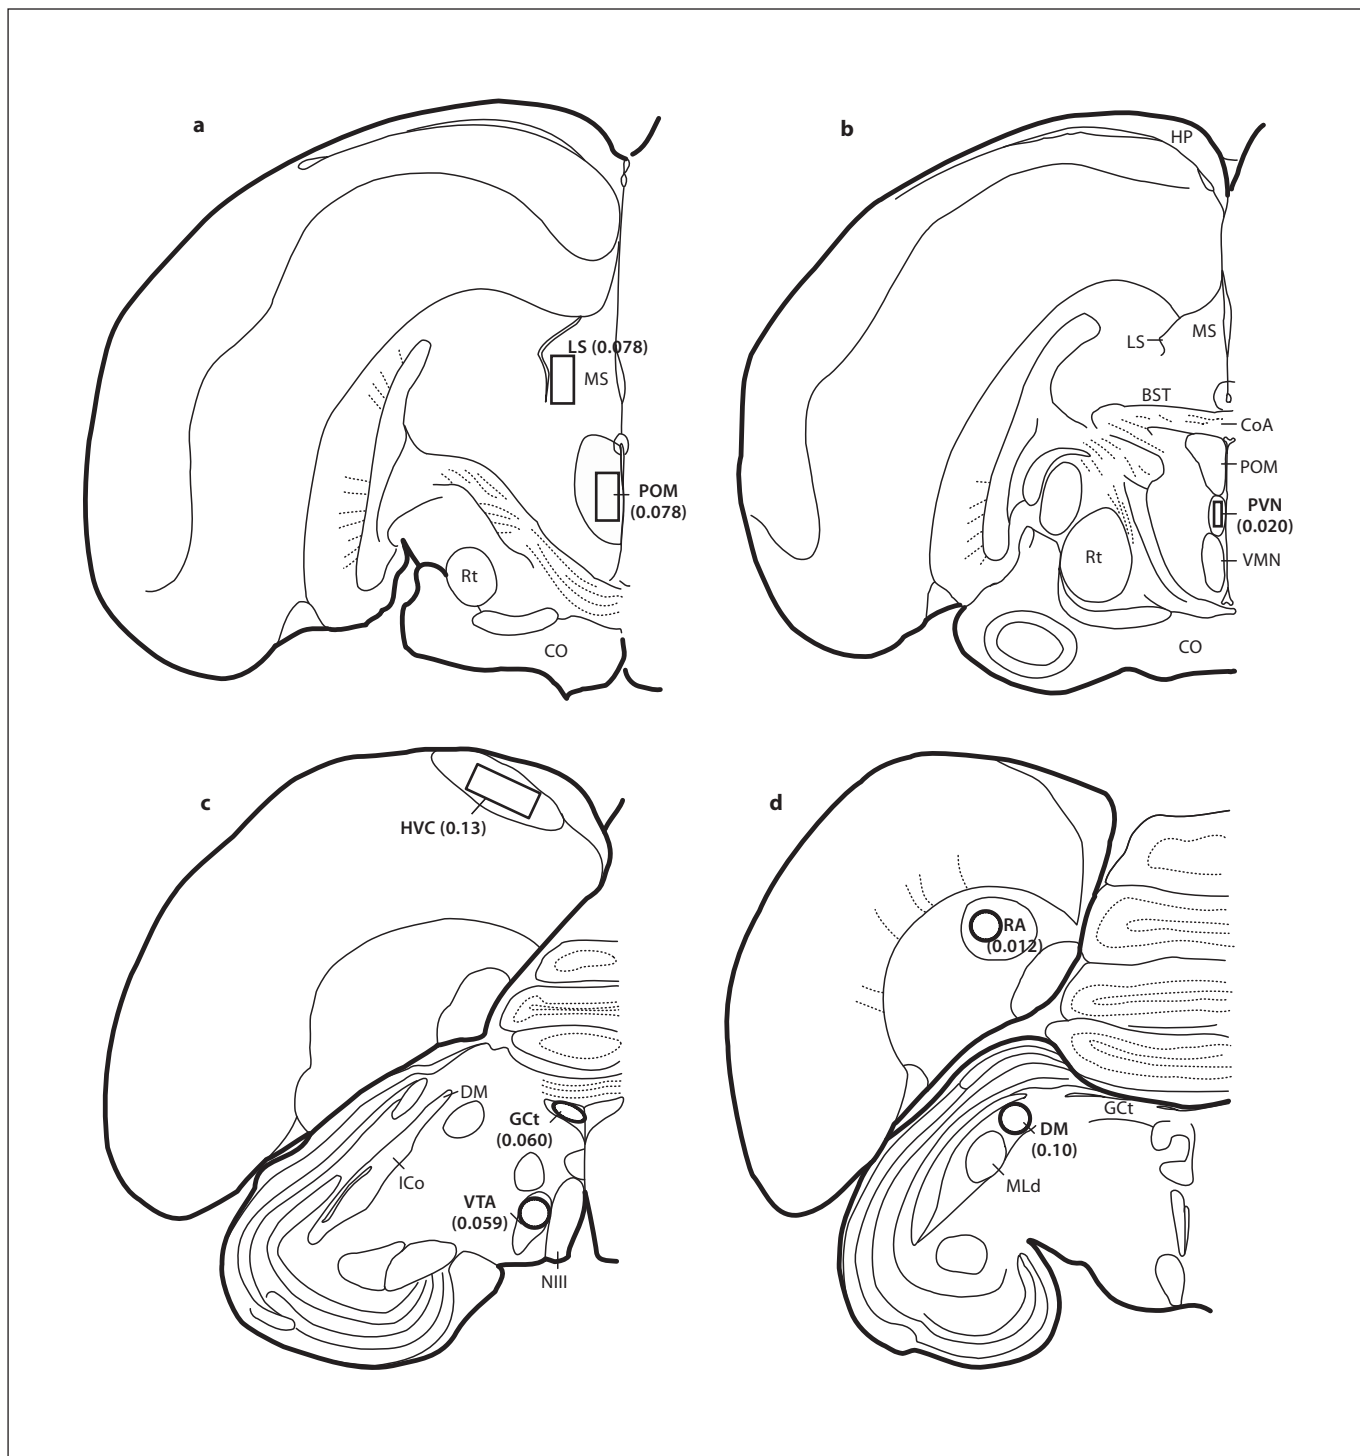 a
LS (0.078)
MS
POM
(0.078)
Rt
CO
b
HP
MS
LS
BST
CoA
POM
PVN
(0.020)
VMN
Rt
CO
c
HVC (0.13)
DM
GCt
(0.060)
ICo
VTA
(0.059)
NIII
d
RA
(0.012)
GCt
DM
(0.10)
MLd